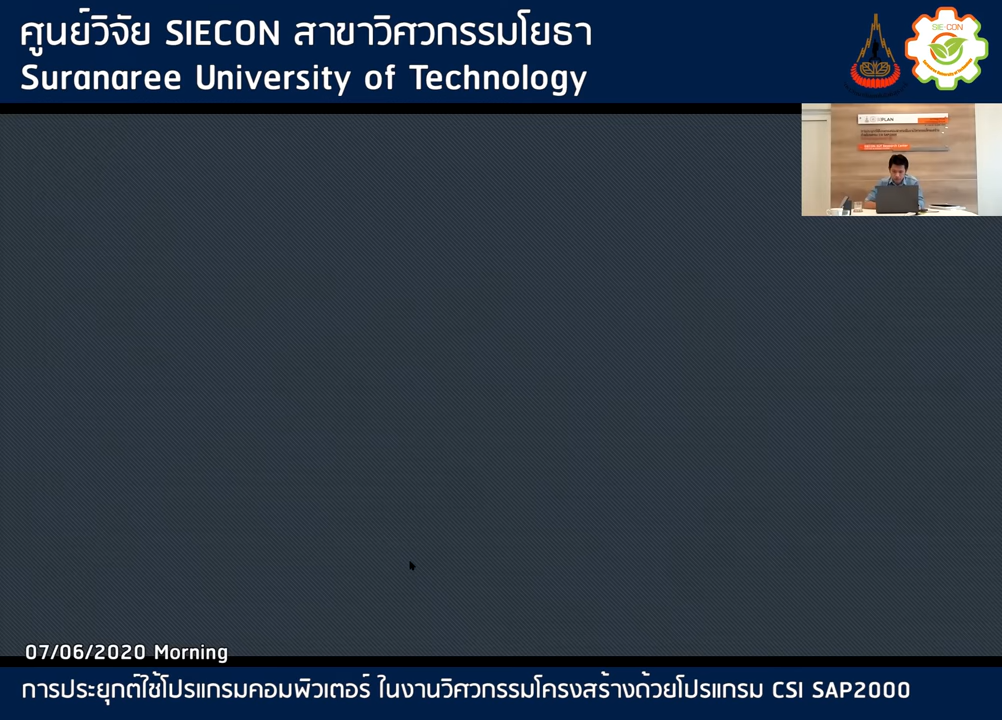 ศูนย์วิจัย SIECON สาขาวิศวกรรมโยธา
Suranaree University of Technology
SIE-CON
PLAN
07/06/2020 Morning
การประยุกต์ใช้โปรแกรมคอมพิวเตอร์ ในงานวิศวกรรมโครงสร้างด้วยโปรแกรม CSI SAP2000